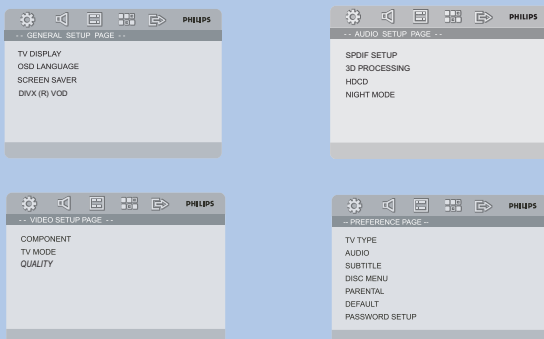 PHILIPS
- - GENERAL SETUP PAGE - -
TV DISPLAY
OSD LANGUAGE
SCREEN SAVER
DIVX (R) VOD
PHILIPS
- - AUDIO SETUP PAGE - -
SPDIF SETUP
3D PROCESSING
HDCD
NIGHT MODE
PHILIPS
- - VIDEO SETUP PAGE - -
COMPONENT
TV MODE
QUALITY
PHILIPS
-- PREFERENCE PAGE --
TV TYPE
AUDIO
SUBTITLE
DISC MENU
PARENTAL
DEFAULT
PASSWORD SETUP